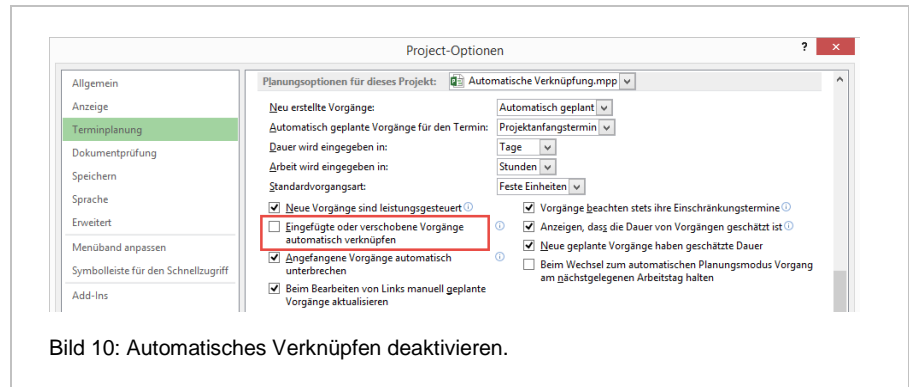 Project-Optionen
? ×
Allgemein
Anzeige
Terminplanung
Dokumentprüfung
Speichern
Sprache
Erweitert
Menüband anpassen
Symbolleiste für den Schnellzugriff
Add-Ins
Planungsoptionen für dieses Projekt: Automatische Verknüpfung.mpp
Neu erstellte Vorgänge: Automatisch geplant
Automatisch geplante Vorgänge für den Termin: Projektanfangstermin
Dauer wird eingegeben in: Tage
Arbeit wird eingegeben in: Stunden
Standardvorgangsart: Feste Einheiten
Neue Vorgänge sind leistungsgesteuert
Eingefügte oder verschobene Vorgänge
automatisch verknüpfen
Angefangene Vorgänge automatisch
unterbrechen
Beim Bearbeiten von Links manuell geplante
Vorgänge aktualisieren
Vorgänge beachten stets ihre Einschränkungstermine
Anzeigen, dass die Dauer von Vorgängen geschätzt ist
Neue geplante Vorgänge haben geschätzte Dauer
Beim Wechsel zum automatischen Planungsmodus Vorgang
am nächstgelegenen Arbeitstag halten
Bild 10: Automatisches Verknüpfen deaktivieren.